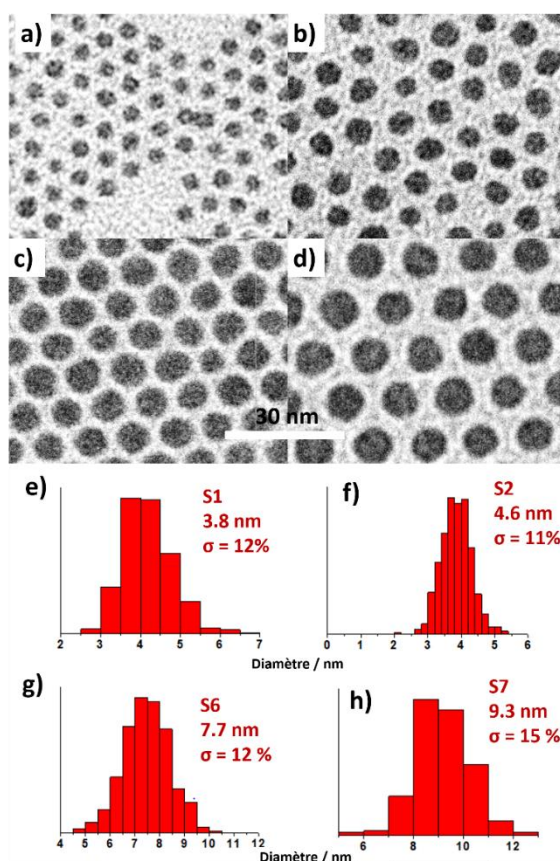 a)
b)
c)
d)
30 nm
e)
S1
3.8 nm
σ = 12%
2 3 4 5 6 7
f)
S2
4.6 nm
σ = 11%
0 1 2 3 4 5 6
Diamètre / nm
g)
S6
7.7 nm
σ = 12 %
4 5 6 7 8 9 10 11 12
h)
S7
9.3 nm
σ = 15 %
6 8 10 12
Diamètre / nm